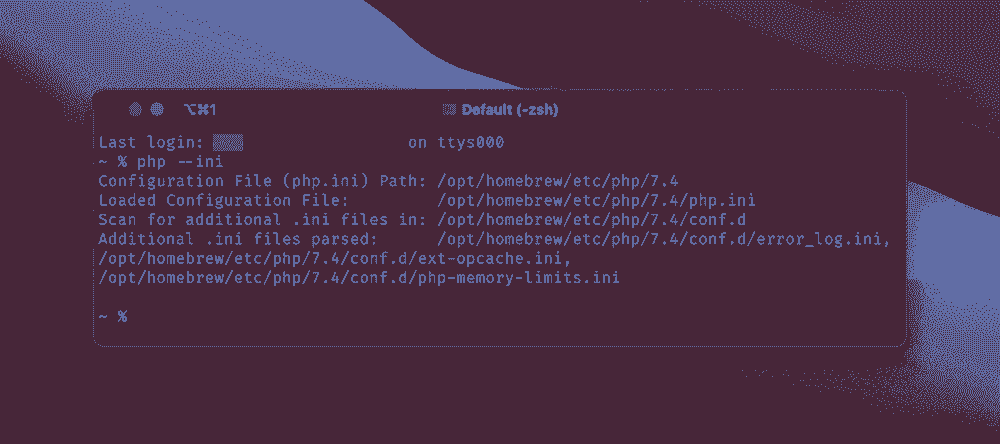 ⌥⌘1 Default (-zsh)
Last login: on ttys000
~ % php --ini
Configuration File (php.ini) Path: /opt/homebrew/etc/php/7.4
Loaded Configuration File: /opt/homebrew/etc/php/7.4/php.ini
Scan for additional .ini files in: /opt/homebrew/etc/php/7.4/conf.d
Additional .ini files parsed: /opt/homebrew/etc/php/7.4/conf.d/error_log.ini,
/opt/homebrew/etc/php/7.4/conf.d/ext-opcache.ini,
/opt/homebrew/etc/php/7.4/conf.d/php-memory-limits.ini
~ %